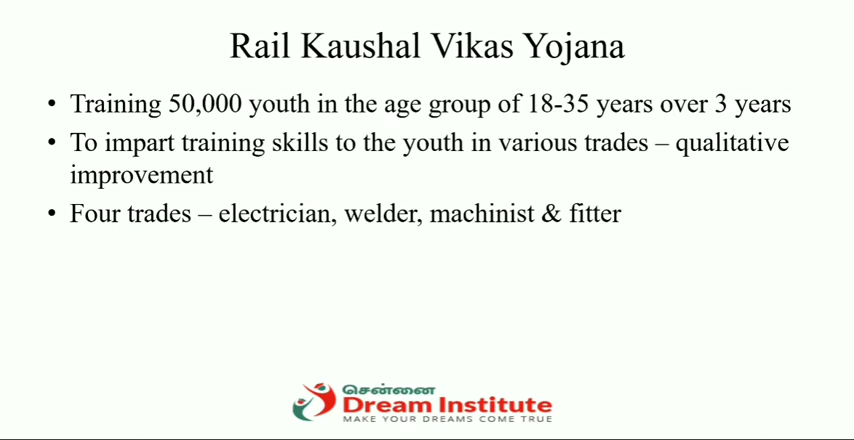 Rail Kaushal Vikas Yojana
• Training 50,000 youth in the age group of 18-35 years over 3 years
• To impart training skills to the youth in various trades – qualitative
improvement
• Four trades – electrician, welder, machinist & fitter
சென்னை
Dream Institute
MAKE YOUR DREAMS COME TRUE